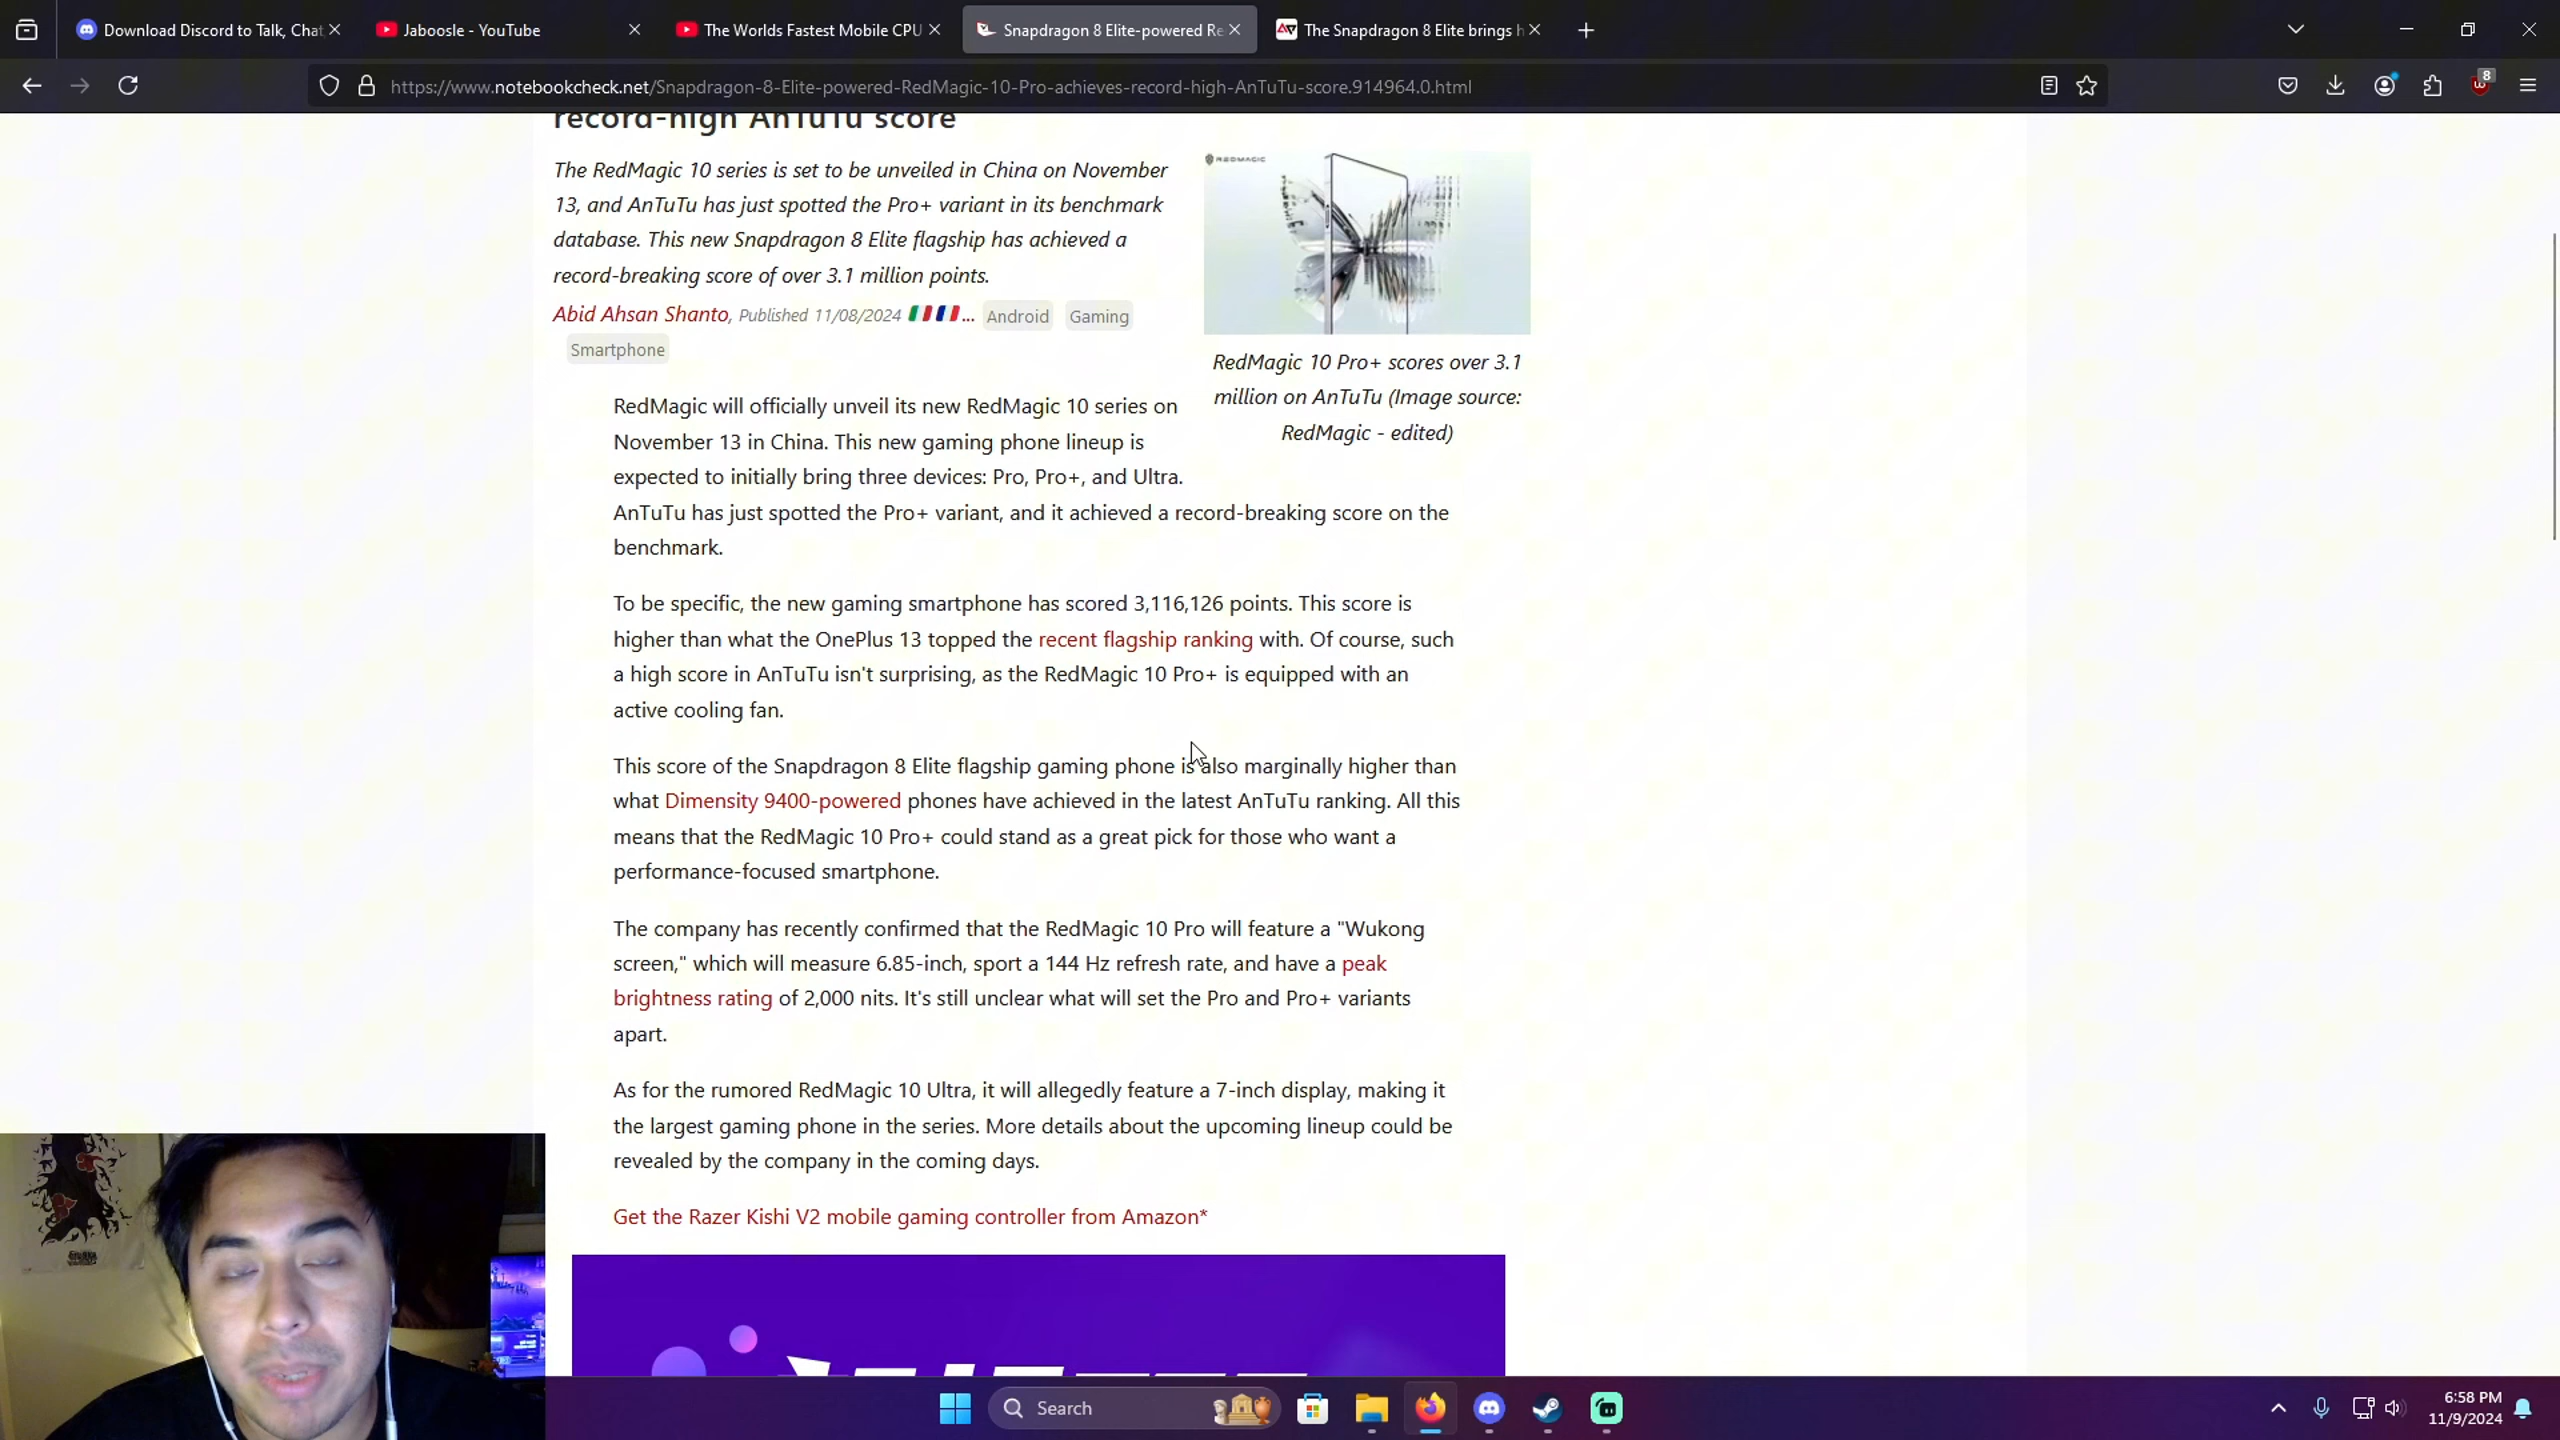 Download Discord to Talk, Chat
Jaboosle - YouTube
The Worlds Fastest Mobile CPU
Snapdragon 8 Elite-powered Re
The Snapdragon 8 Elite brings h
https://www.notebookcheck.net/Snapdragon-8-Elite-powered-RedMagic-10-Pro-achieves-record-high-AnTuTu-score.914964.0.html
8
record-high AnTuTu score
The RedMagic 10 series is set to be unveiled in China on November
13, and AnTuTu has just spotted the Pro+ variant in its benchmark
database. This new Snapdragon 8 Elite flagship has achieved a
record-breaking score of over 3.1 million points.
Abid Ahsan Shanto, Published 11/08/2024 ... Android Gaming
Smartphone
REDMAGIC
RedMagic 10 Pro+ scores over 3.1
million on AnTuTu (Image source:
RedMagic - edited)
RedMagic will officially unveil its new RedMagic 10 series on
November 13 in China. This new gaming phone lineup is
expected to initially bring three devices: Pro, Pro+, and Ultra.
AnTuTu has just spotted the Pro+ variant, and it achieved a record-breaking score on the
benchmark.
To be specific, the new gaming smartphone has scored 3,116,126 points. This score is
higher than what the OnePlus 13 topped the recent flagship ranking with. Of course, such
a high score in AnTuTu isn't surprising, as the RedMagic 10 Pro+ is equipped with an
active cooling fan.
This score of the Snapdragon 8 Elite flagship gaming phone is also marginally higher than
what Dimensity 9400-powered phones have achieved in the latest AnTuTu ranking. All this
means that the RedMagic 10 Pro+ could stand as a great pick for those who want a
performance-focused smartphone.
The company has recently confirmed that the RedMagic 10 Pro will feature a "Wukong
screen," which will measure 6.85-inch, sport a 144 Hz refresh rate, and have a peak
brightness rating of 2,000 nits. It's still unclear what will set the Pro and Pro+ variants
apart.
As for the rumored RedMagic 10 Ultra, it will allegedly feature a 7-inch display, making it
the largest gaming phone in the series. More details about the upcoming lineup could be
revealed by the company in the coming days.
Get the Razer Kishi V2 mobile gaming controller from Amazon*
Search
6:58 PM
11/9/2024